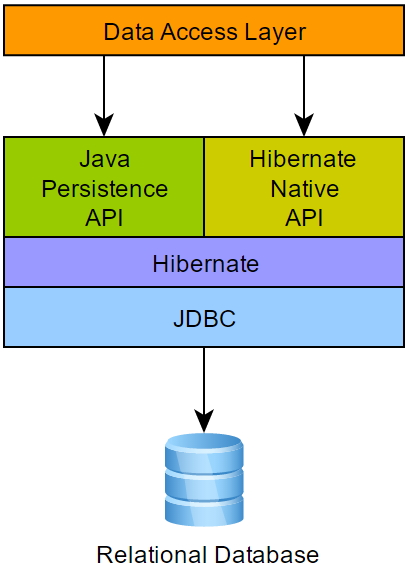 Data Access Layer
Java
Persistence
API
Hibernate
Native
API
Hibernate
JDBC
Relational Database